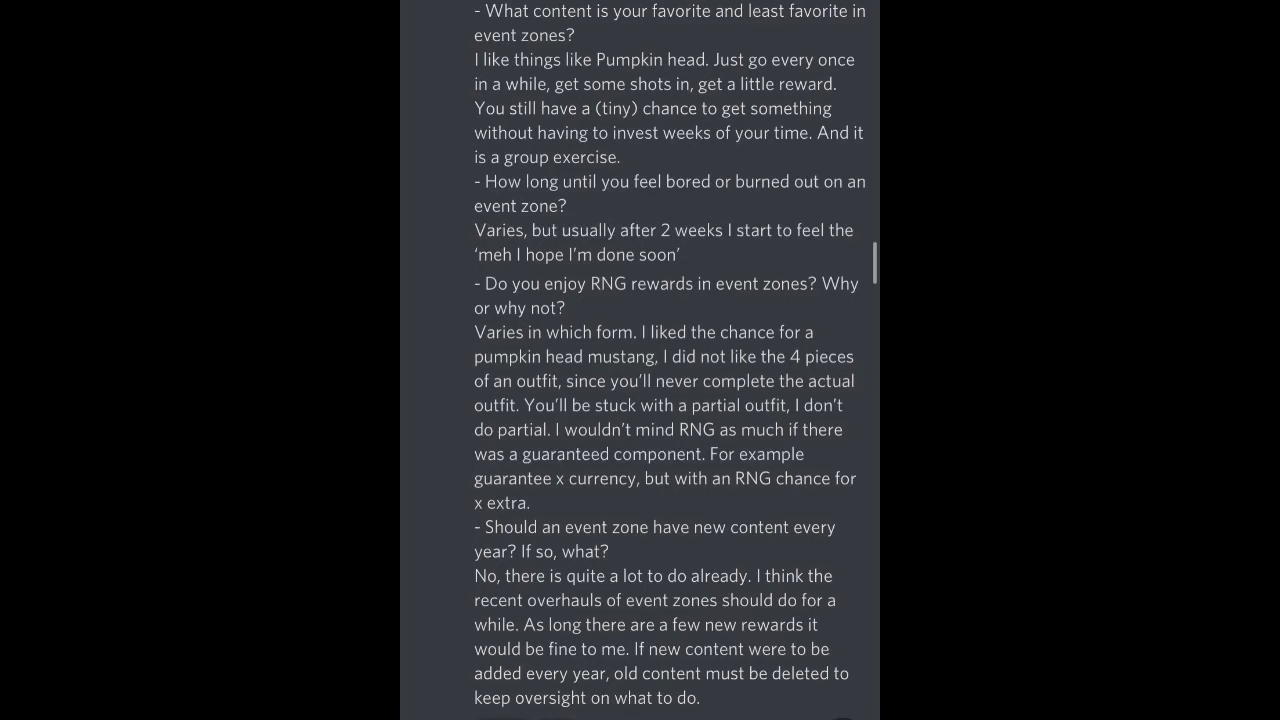 - What content is your favorite and least favorite in
event zones?
I like things like Pumpkin head. Just go every once
in a while, get some shots in, get a little reward.
You still have a (tiny) chance to get something
without having to invest weeks of your time. And it
is a group exercise.
- How long until you feel bored or burned out on an
event zone?
Varies, but usually after 2 weeks I start to feel the
‘meh I hope I’m done soon’
- Do you enjoy RNG rewards in event zones? Why
or why not?
Varies in which form. I liked the chance for a
pumpkin head mustang, I did not like the 4 pieces
of an outfit, since you’ll never complete the actual
outfit. You’ll be stuck with a partial outfit, I don’t
do partial. I wouldn’t mind RNG as much if there
was a guaranteed component. For example
guarantee x currency, but with an RNG chance for
x extra.
- Should an event zone have new content every
year? If so, what?
No, there is quite a lot to do already. I think the
recent overhauls of event zones should do for a
while. As long there are a few new rewards it
would be fine to me. If new content were to be
added every year, old content must be deleted to
keep oversight on what to do.